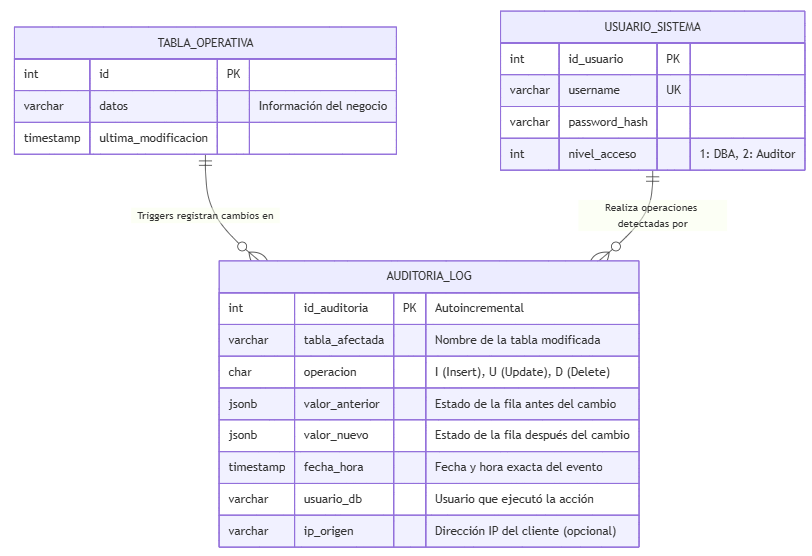 TABLA_OPERATIVA
int id PK
varchar datos Información del negocio
timestamp ultima_modificacion
USUARIO_SISTEMA
int id_usuario PK
varchar username UK
varchar password_hash
int nivel_acceso 1: DBA, 2: Auditor
Triggers registran cambios en
Realiza operaciones
detectadas por
AUDITORIA_LOG
int id_auditoria PK Autoincremental
varchar tabla_afectada Nombre de la tabla modificada
char operacion I (Insert), U (Update), D (Delete)
jsonb valor_anterior Estado de la fila antes del cambio
jsonb valor_nuevo Estado de la fila después del cambio
timestamp fecha_hora Fecha y hora exacta del evento
varchar usuario_db Usuario que ejecutó la acción
varchar ip_origen Dirección IP del cliente (opcional)